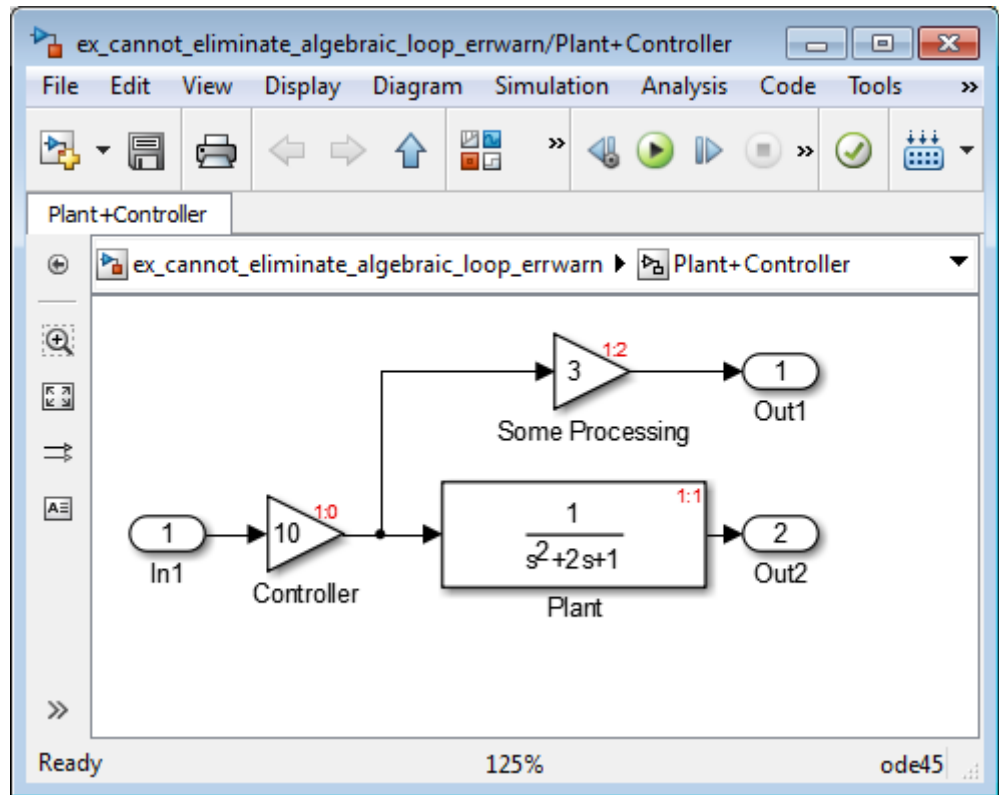 ex_cannot_eliminate_algebraic_loop_errwarn/Plant+Controller
File Edit View Display Diagram Simulation Analysis Code Tools »
» »
Plant+Controller
ex_cannot_eliminate_algebraic_loop_errwarn Plant+Controller
1:2
3
1
Out1
Some Processing
1:1
1:0
1
In1
10
Controller
1
s²+2s+1
Plant
2
Out2
A
»
Ready 125% ode45